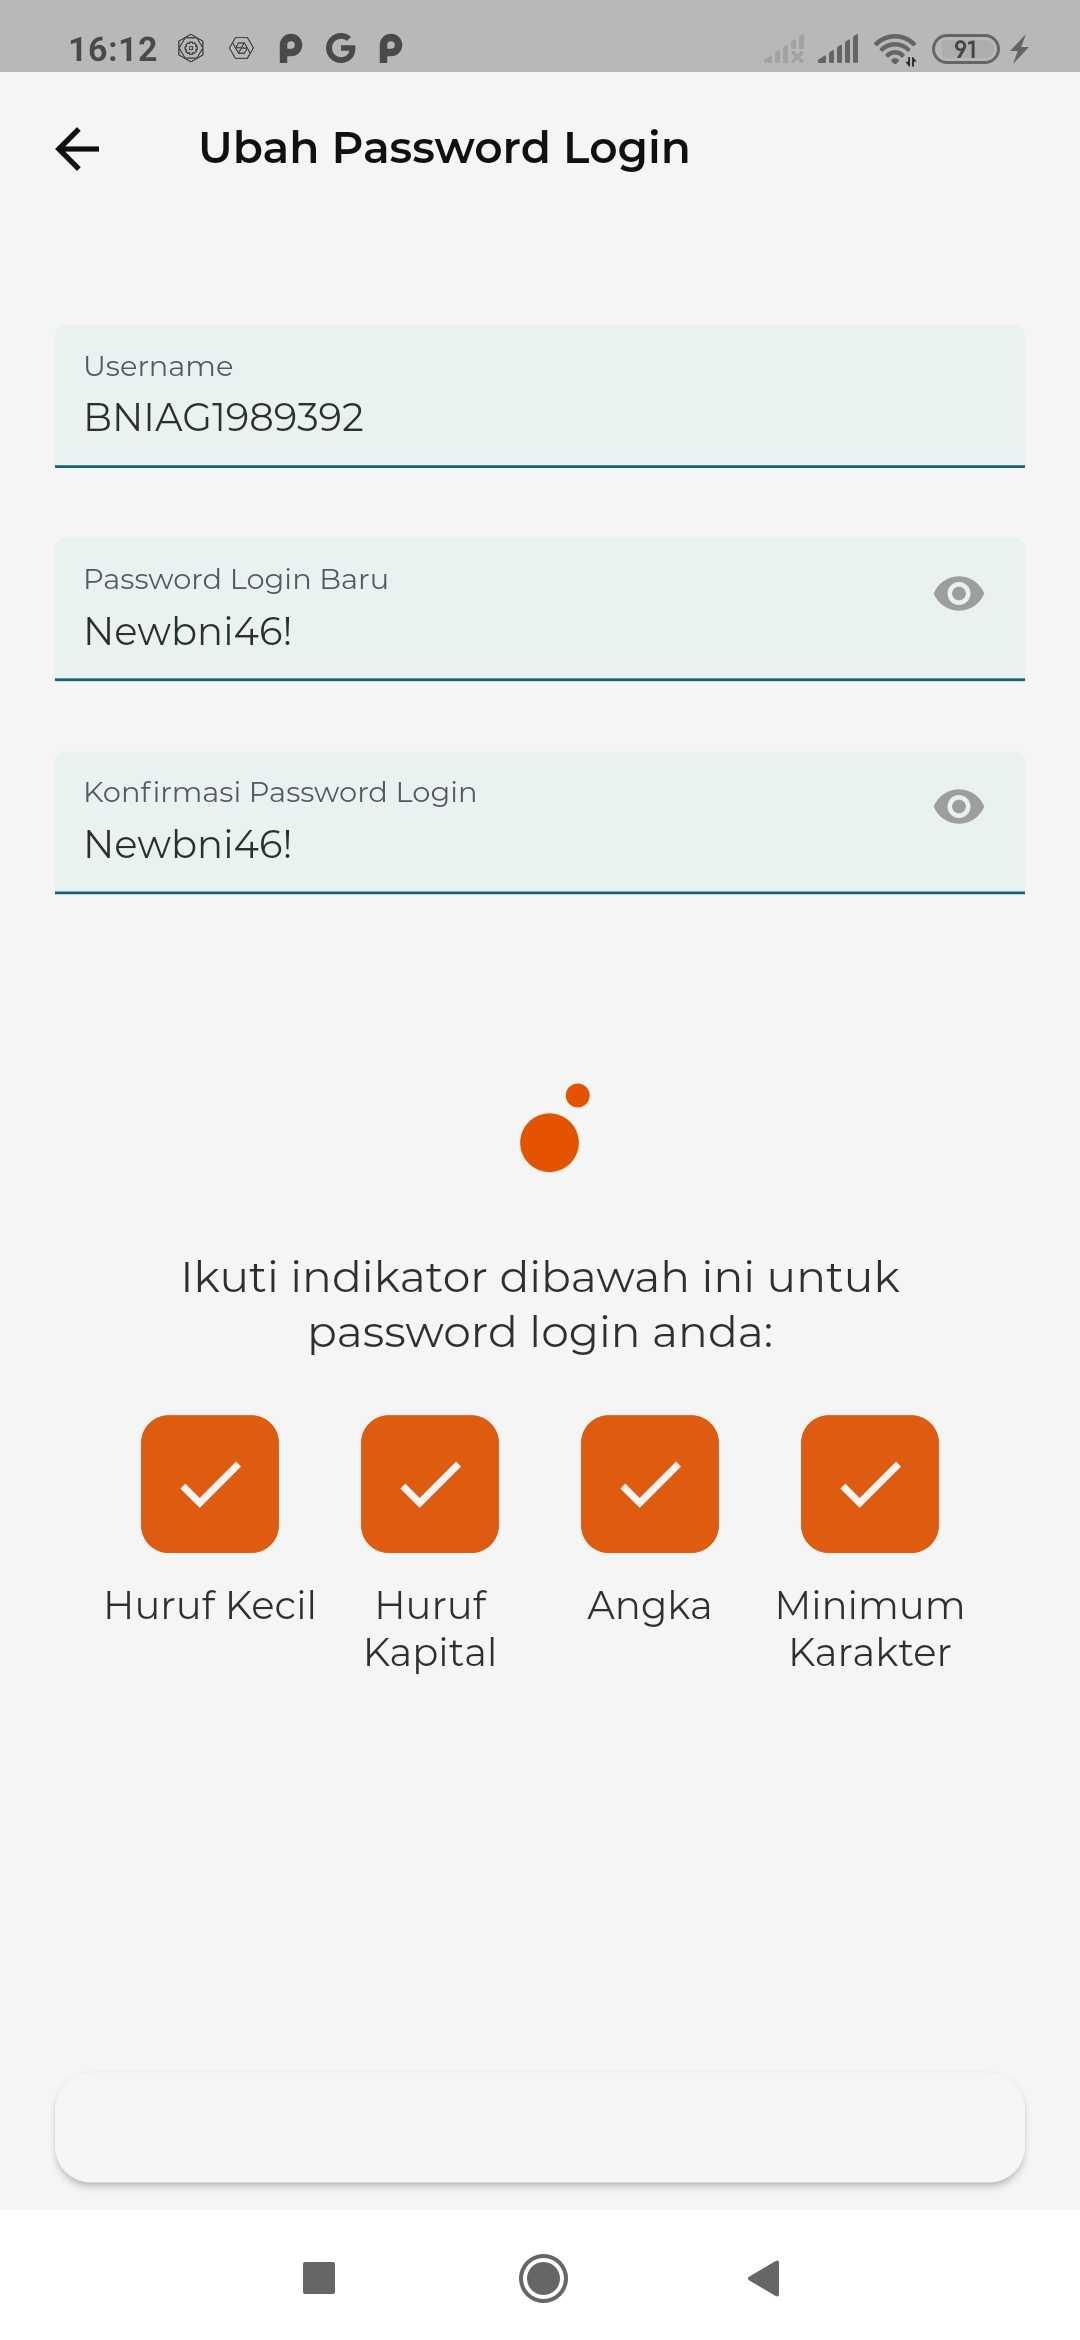 16:12
91
Ubah Password Login
Username
BNIAG1989392
Password Login Baru
Newbni46!
Konfirmasi Password Login
Newbni46!
Ikuti indikator dibawah ini untuk
password login anda:
Huruf Kecil
Huruf
Kapital
Angka
Minimum
Karakter